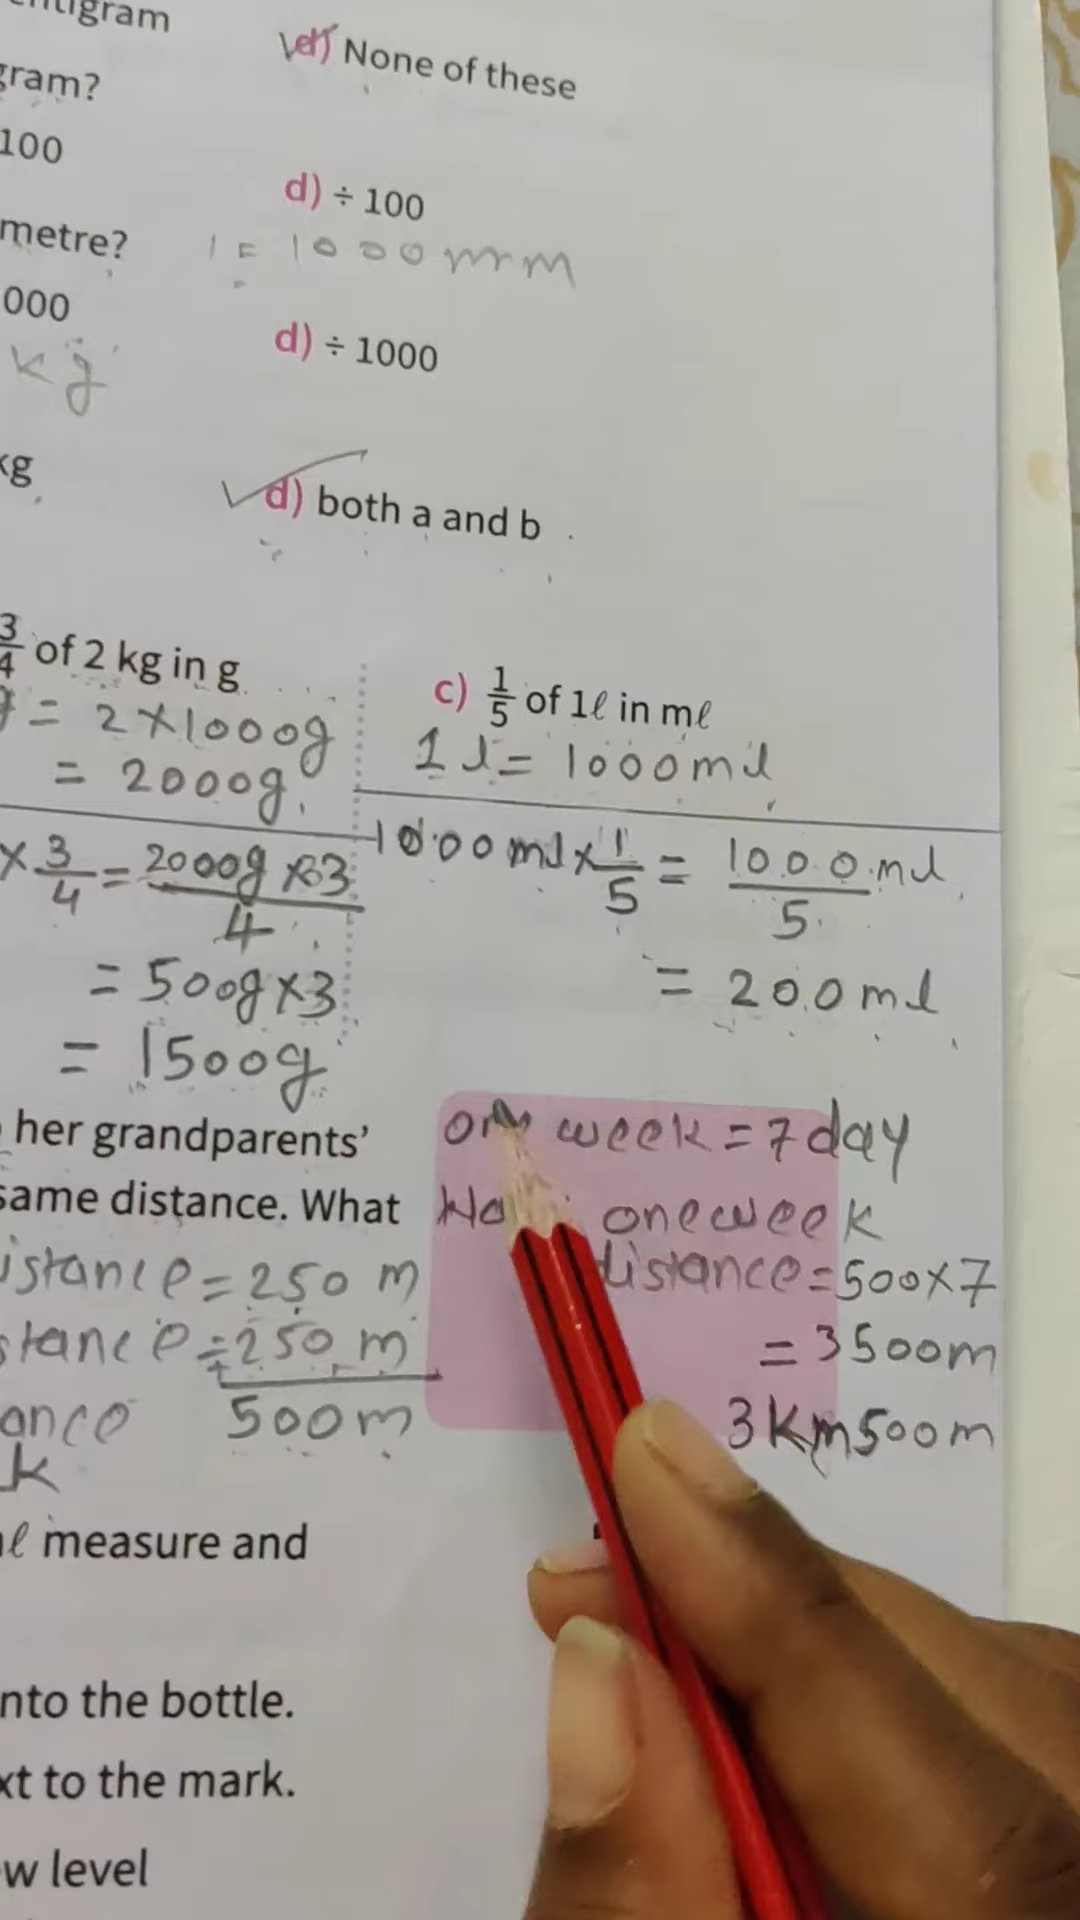 gram
d) None of these
gram?
100
d) ÷ 100
metre?
1 = 1000 mm
000
d) ÷ 1000
kg
kg
d) both a and b
3/4 of 2 kg in g
= 2×1000g
= 2000g
× 3/4 = 2000g × 3 / 4
= 500g×3
= 1500g
c) 1/5 of 1ℓ in mℓ
1 l = 1000 ml
1000 ml × 1/5 = 1000 ml / 5
= 200 ml
her grandparents’
same distance. What
istance = 250 m
stance = 250 m
ance 500m
k
week = 7 day
one week
distance = 500×7
= 3500m
3 Km 500m
ℓ measure and
nto the bottle.
xt to the mark.
w level